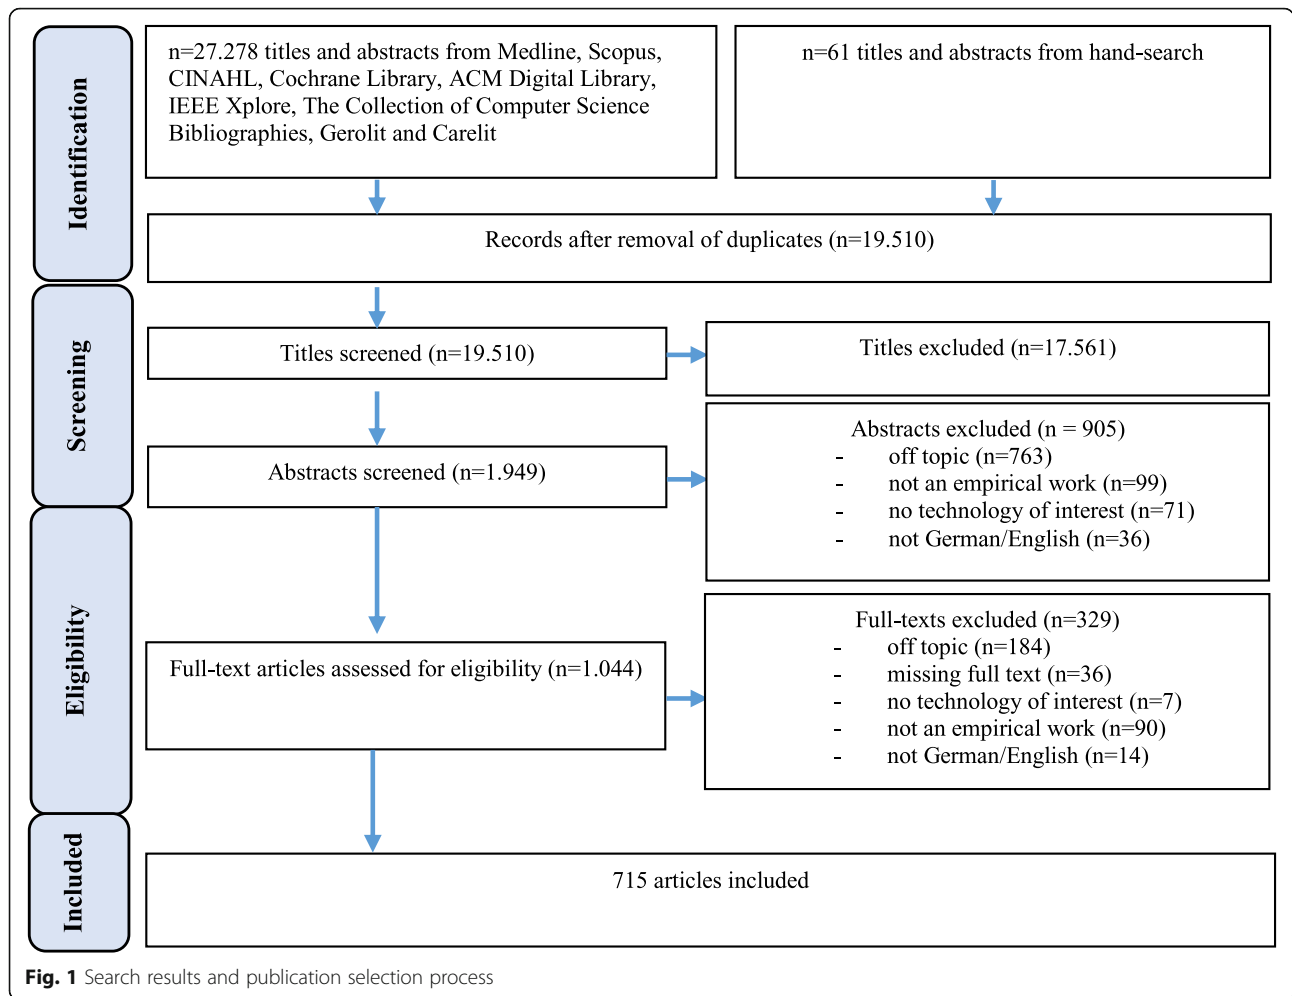 Identification
n=27.278 titles and abstracts from Medline, Scopus,
CINAHL, Cochrane Library, ACM Digital Library,
IEEE Xplore, The Collection of Computer Science
Bibliographies, Gerolit and Carelit
n=61 titles and abstracts from hand-search
Records after removal of duplicates (n=19.510)
Screening
Titles screened (n=19.510)
Titles excluded (n=17.561)
Abstracts screened (n=1.949)
Abstracts excluded (n = 905)
- off topic (n=763)
- not an empirical work (n=99)
- no technology of interest (n=71)
- not German/English (n=36)
Eligibility
Full-text articles assessed for eligibility (n=1.044)
Full-texts excluded (n=329)
- off topic (n=184)
- missing full text (n=36)
- no technology of interest (n=7)
- not an empirical work (n=90)
- not German/English (n=14)
Included
715 articles included
Fig. 1 Search results and publication selection process